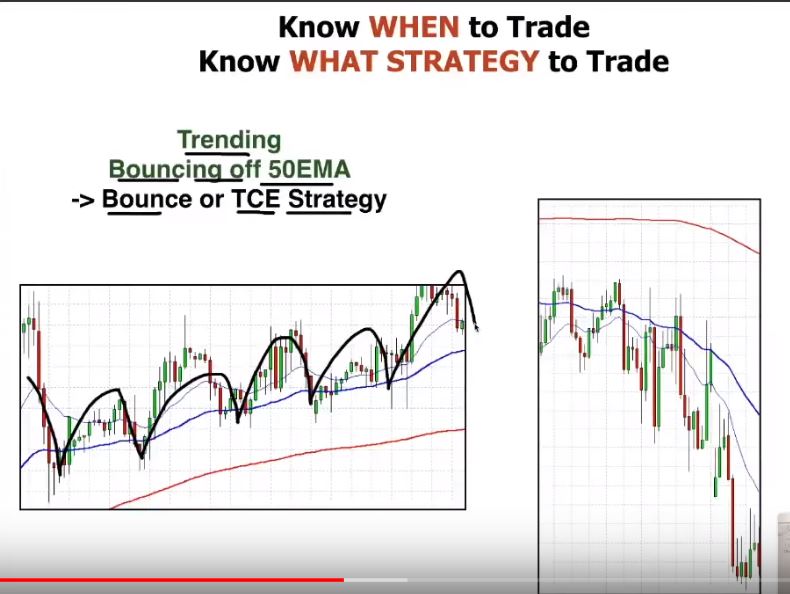 Know WHEN to Trade
Know WHAT STRATEGY to Trade
Trending
Bouncing off 50EMA
-> Bounce or TCE Strategy